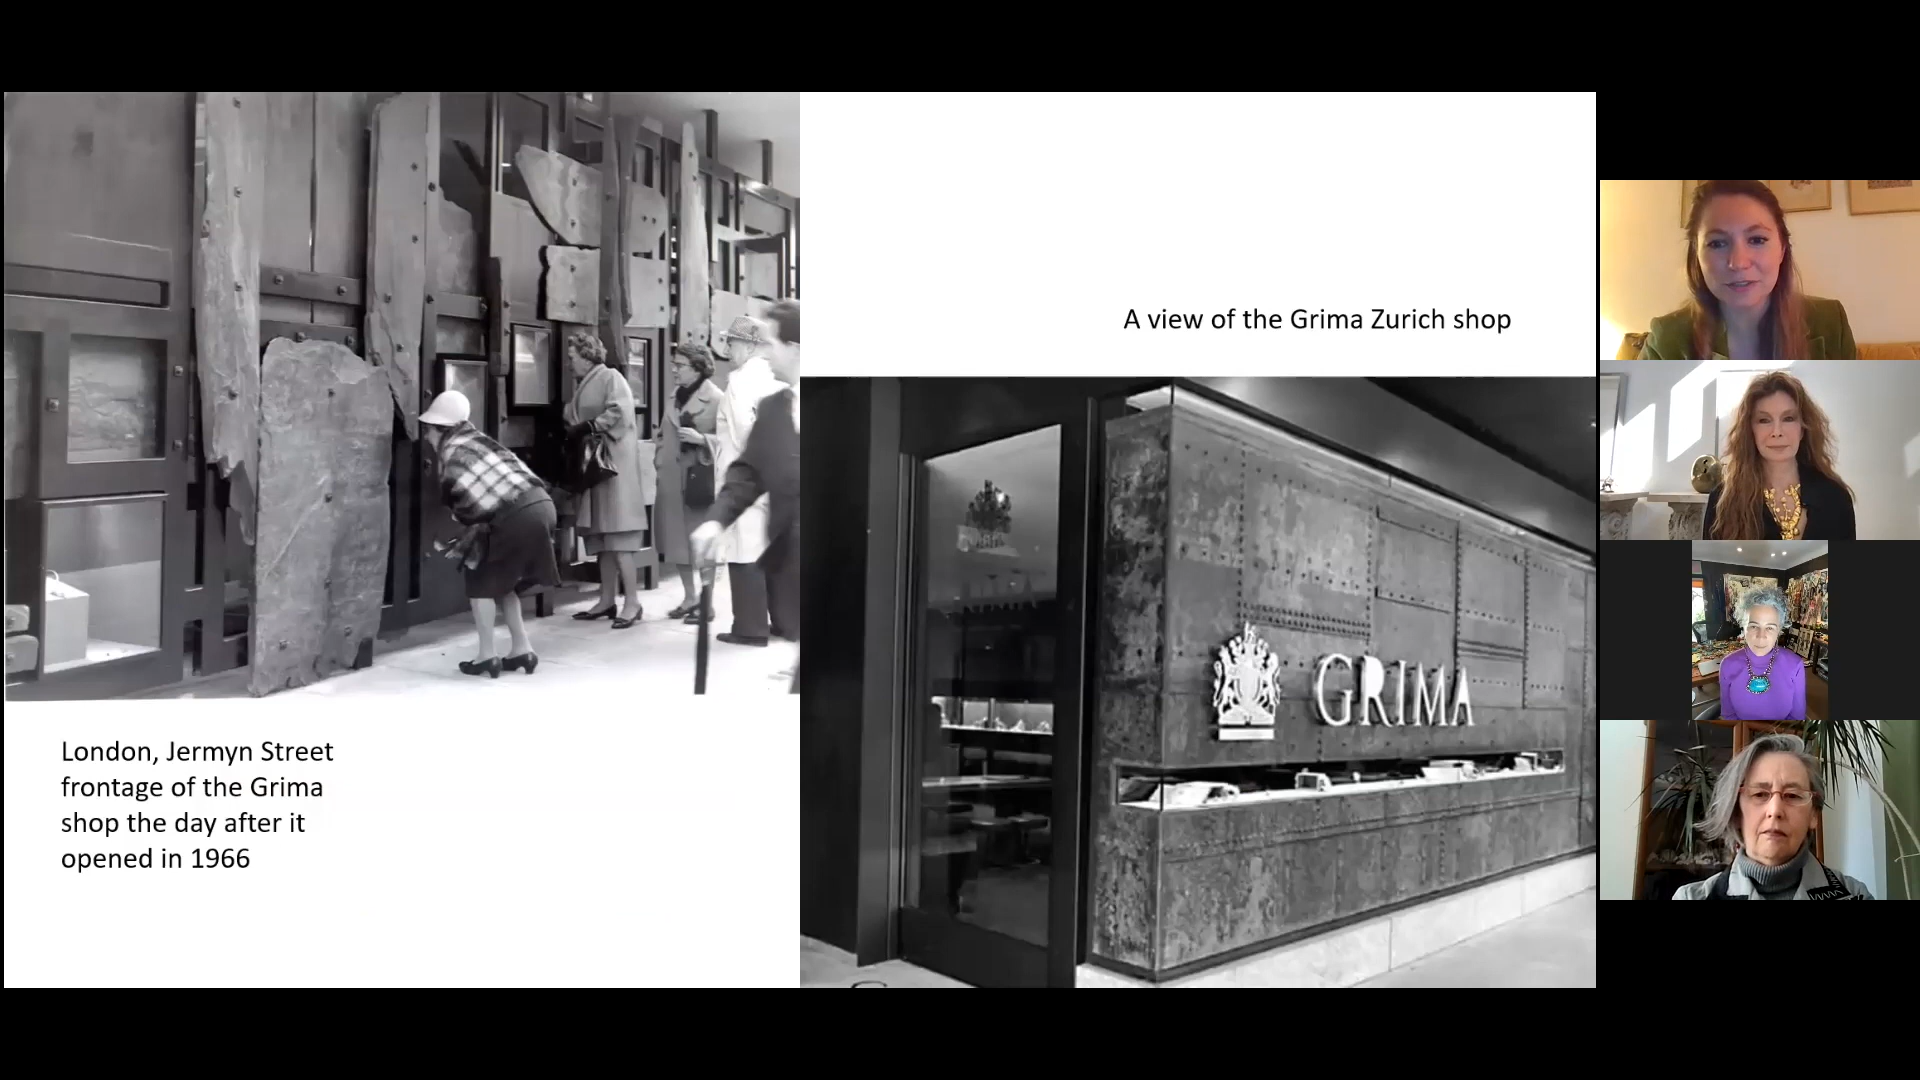 A view of the Grima Zurich shop
GRIMA
London, Jermyn Street
frontage of the Grima
shop the day after it
opened in 1966